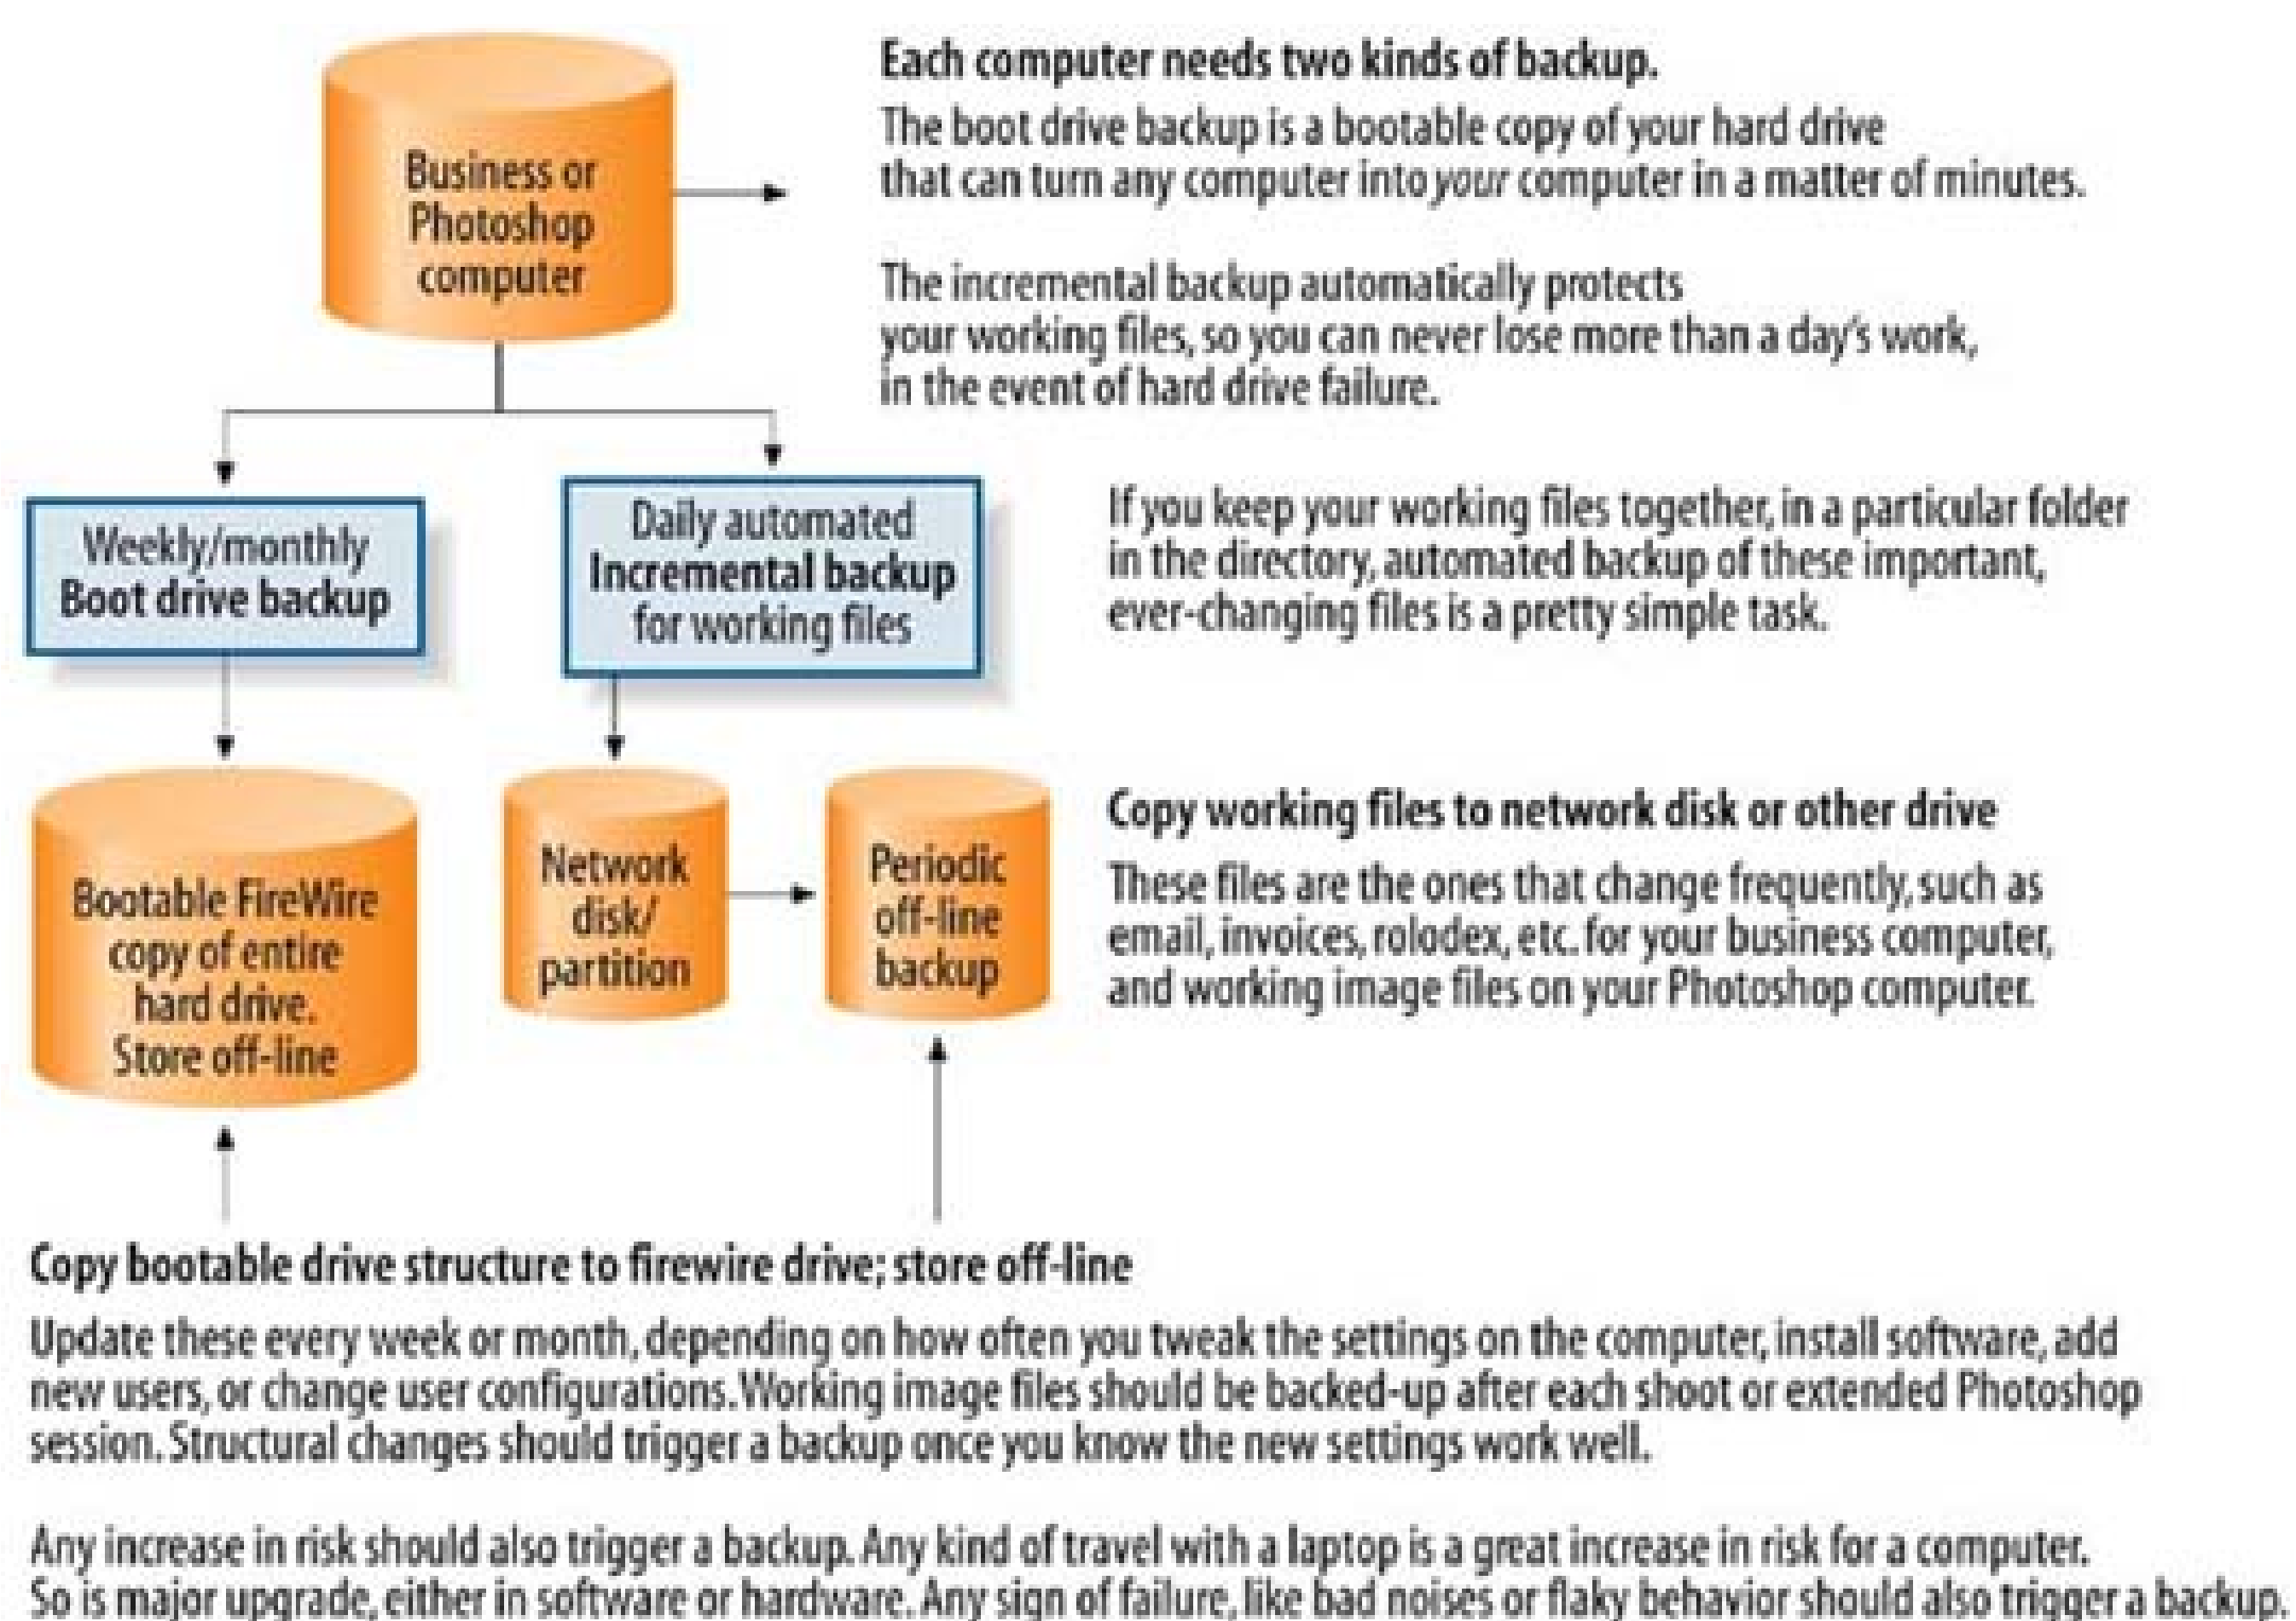 Business or
Photoshop
computer
Each computer needs two kinds of backup.
The boot drive backup is a bootable copy of your hard drive
that can turn any computer into your computer in a matter of minutes.
The incremental backup automatically protects
your working files, so you can never lose more than a day's work,
in the event of hard drive failure.
Weekly/monthly
Boot drive backup
Daily automated
Incremental backup
for working files
If you keep your working files together, in a particular folder
in the directory, automated backup of these important,
ever-changing files is a pretty simple task.
Bootable FireWire
copy of entire
hard drive.
Store off-line
Network
disk/
partition
Periodic
off-line
backup
Copy working files to network disk or other drive
These files are the ones that change frequently, such as
email, invoices, rolodex, etc. for your business computer,
and working image files on your Photoshop computer.
Copy bootable drive structure to firewire drive; store off-line
Update these every week or month, depending on how often you tweak the settings on the computer, install software, add
new users, or change user configurations. Working image files should be backed-up after each shoot or extended Photoshop
session. Structural changes should trigger a backup once you know the new settings work well.
Any increase in risk should also trigger a backup. Any kind of travel with a laptop is a great increase in risk for a computer.
So is major upgrade, either in software or hardware. Any sign of failure, like bad noises or flaky behavior should also trigger a backup.